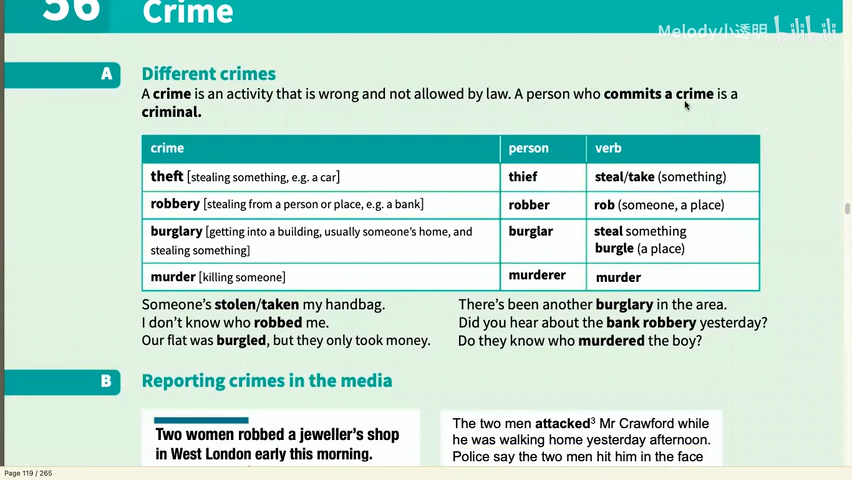 56
Crime
Melody小透明
A
Different crimes
A crime is an activity that is wrong and not allowed by law. A person who commits a crime is a
criminal.
crime person verb
theft [stealing something, e.g. a car] thief steal/take (something)
robbery [stealing from a person or place, e.g. a bank] robber rob (someone, a place)
burglary [getting into a building, usually someone's home, and
stealing something]
burglar
steal something
burgle (a place)
murder [killing someone] murderer murder
Someone's stolen/taken my handbag.
I don't know who robbed me.
Our flat was burgled, but they only took money.
There's been another burglary in the area.
Did you hear about the bank robbery yesterday?
Do they know who murdered the boy?
B
Reporting crimes in the media
Two women robbed a jeweller's shop
in West London early this morning.
The two men attacked³ Mr Crawford while
he was walking home yesterday afternoon.
Police say the two men hit him in the face
Page 119 / 265